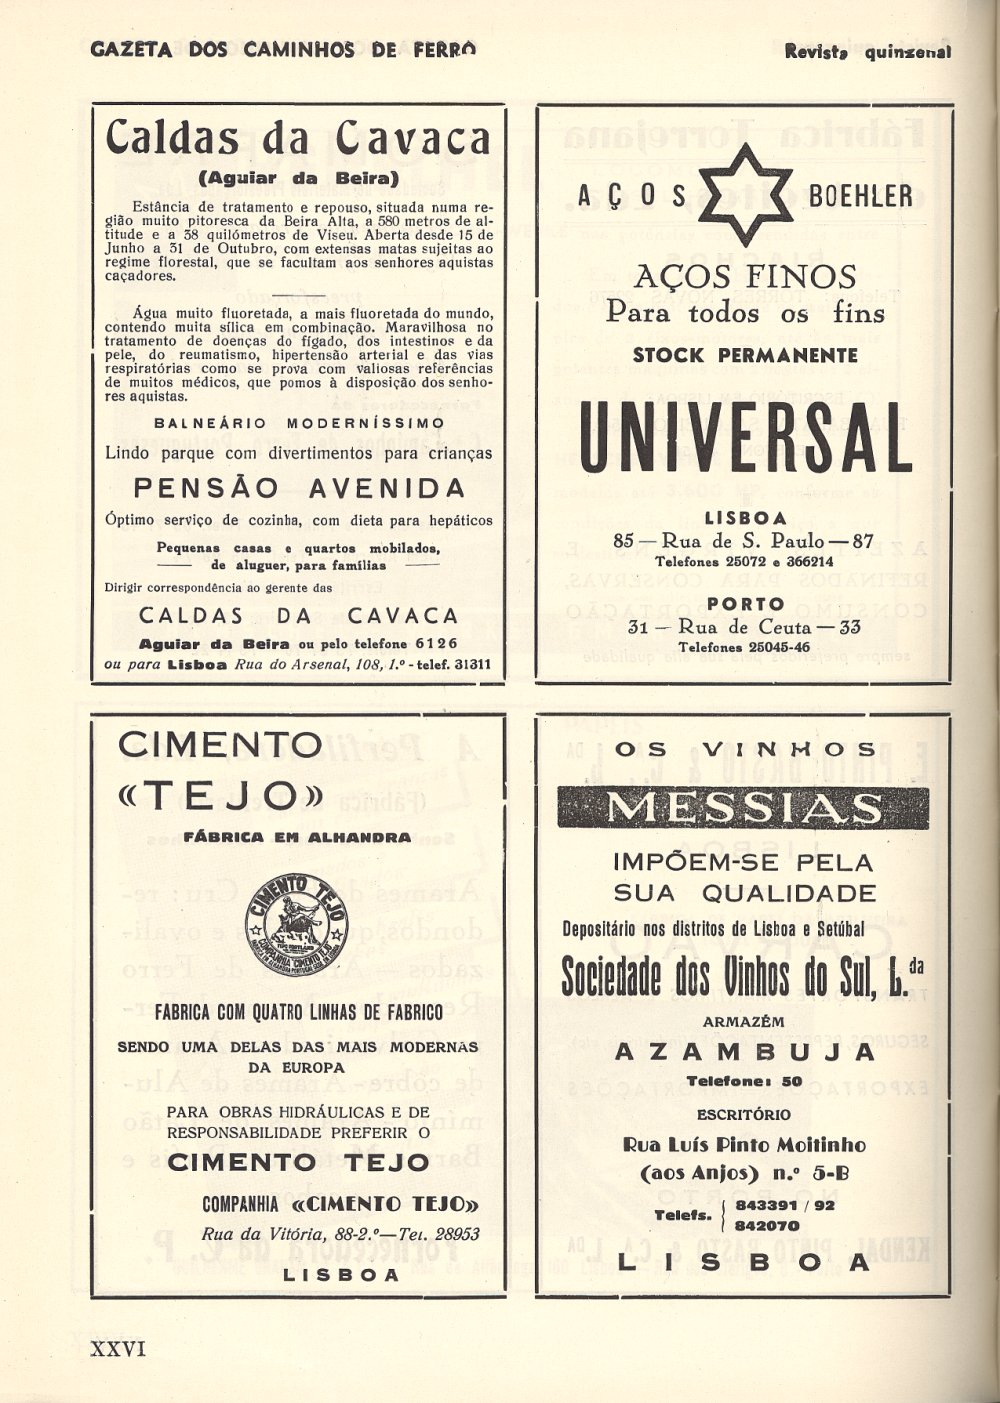 GAZETA DOS CAMINHOS DE FERRO
Revista quinzenal
Caldas da Cavaca
(Aguiar da Beira)
Estância de tratamento e repouso, situada numa re-
gião muito pitoresca da Beira Alta, a 580 metros de al-
titude e a 38 quilómetros de Viseu. Aberta desde 15 de
Junho a 31 de Outubro, com extensas matas sujeitas ao
regime florestal, que se facultam aos senhores aquistas
caçadores.
Água muito fluoretada, a mais fluoretada do mundo,
contendo muita sílica em combinação. Maravilhosa no
tratamento de doenças do fígado, dos intestinos e da
pele, do reumatismo, hipertensão arterial e das vias
respiratórias como se prova com valiosas referências
de muitos médicos, que pomos à disposição dos senho-
res aquistas.
BALNEÁRIO MODERNÍSSIMO
Lindo parque com divertimentos para crianças
PENSÃO AVENIDA
Óptimo serviço de cozinha, com dieta para hepáticos
Pequenas casas e quartos mobilados,
de aluguer, para famílias
Dirigir correspondência ao gerente das
CALDAS DA CAVACA
Aguiar da Beira ou pelo telefone 6126
ou para Lisboa Rua do Arsenal, 108, 1.º - telef. 31311
AÇOS BOEHLER
AÇOS FINOS
Para todos os fins
STOCK PERMANENTE
UNIVERSAL
LISBOA
85 — Rua de S. Paulo — 87
Telefones 25072 e 366214
PORTO
31 — Rua de Ceuta — 33
Telefones 25045-46
CIMENTO
«TEJO»
FÁBRICA EM ALHANDRA
CIMENTO TEJO
COMPANHIA "CIMENTO TEJO"
FABRICA COM QUATRO LINHAS DE FABRICO
SENDO UMA DELAS DAS MAIS MODERNAS
DA EUROPA
PARA OBRAS HIDRÁULICAS E DE
RESPONSABILIDADE PREFERIR O
CIMENTO TEJO
COMPANHIA «CIMENTO TEJO»
Rua da Vitória, 88-2.º — Tel. 28953
LISBOA
OS VINHOS
MESSIAS
IMPÕEM-SE PELA
SUA QUALIDADE
Depositário nos distritos de Lisboa e Setúbal
Sociedade dos Vinhos do Sul, L.da
ARMAZÉM
AZAMBUJA
Telefone: 50
ESCRITÓRIO
Rua Luís Pinto Moitinho
(aos Anjos) n.º 5-B
Telefs. { 843391 / 92
842070
LISBOA
XXVI